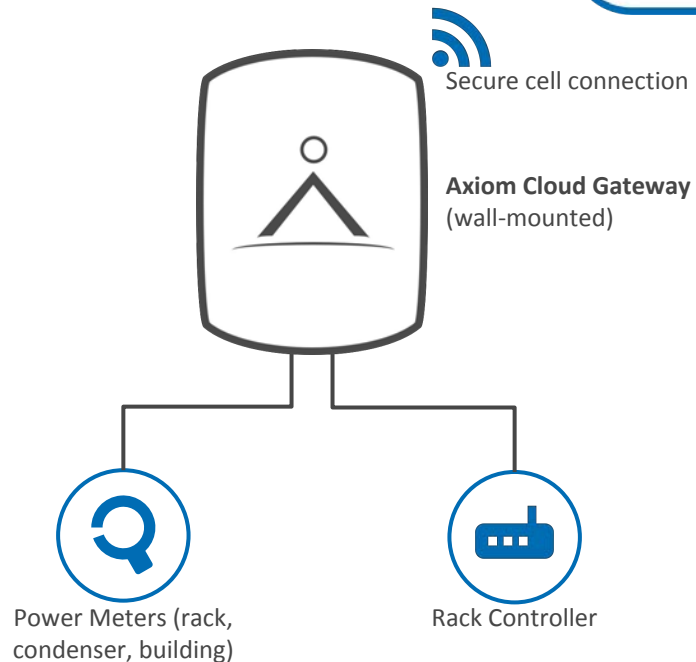 Secure cell connection
Axiom Cloud Gateway
(wall-mounted)
Power Meters (rack,
condenser, building)
Rack Controller